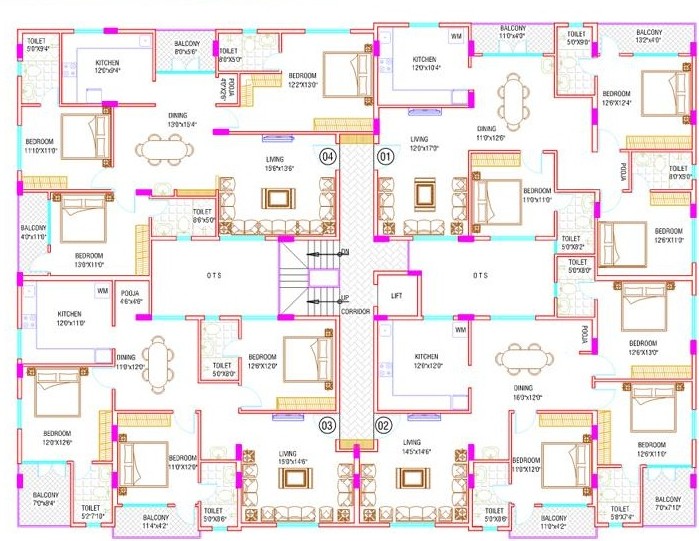 TOILET
5'0"X9'4"
KITCHEN
12'0"x9'4"
BALCONY
8'0"x5'6"
TOILET
8'0"X5'0"
POOJA
4'0"X2'6"
BEDROOM
12'2"X13'0"
DINING
13'0"x15'4"
BEDROOM
11'10"X11'0"
LIVING
15'6"x13'6"
04
BALCONY
4'0"x11'0"
BEDROOM
13'0"X11'0"
TOILET
8'6"x5'0"
KITCHEN
12'0"x10'4"
WM
BALCONY
11'0"x4'0"
TOILET
5'0"X9'0"
BALCONY
13'2"x4'0"
BEDROOM
12'6"X12'4"
LIVING
12'0"x17'0"
DINING
11'0"x12'6"
01
BEDROOM
11'0"x11'0"
POOJA
TOILET
8'0"X5'0"
TOILET
5'0"X8'2"
BEDROOM
12'6"X11'0"
O T S
DN
UP
LIFT
CORRIDOR
O T S
TOILET
5'0"X8'0"
WM
KITCHEN
12'0"x11'0"
POOJA
4'6"x4'6"
DINING
11'0"x12'0"
TOILET
5'0"X8'0"
BEDROOM
12'6"X12'0"
BEDROOM
12'0"X12'6"
BEDROOM
11'0"X12'0"
LIVING
15'0"x14'6"
03
BALCONY
7'0"x8'4"
TOILET
5'2"7'10"
BALCONY
11'4"x4'2"
TOILET
5'0"X8'6"
WM
KITCHEN
12'0"x12'0"
POOJA
BEDROOM
12'6"X13'0"
DINING
16'0"x12'0"
02
LIVING
14'5"x14'6"
BEDROOM
11'0"X12'0"
BEDROOM
12'6"X11'0"
TOILET
5'0"X8'6"
BALCONY
11'0"x4'2"
TOILET
5'8"X7'4"
BALCONY
7'0"x7'10"